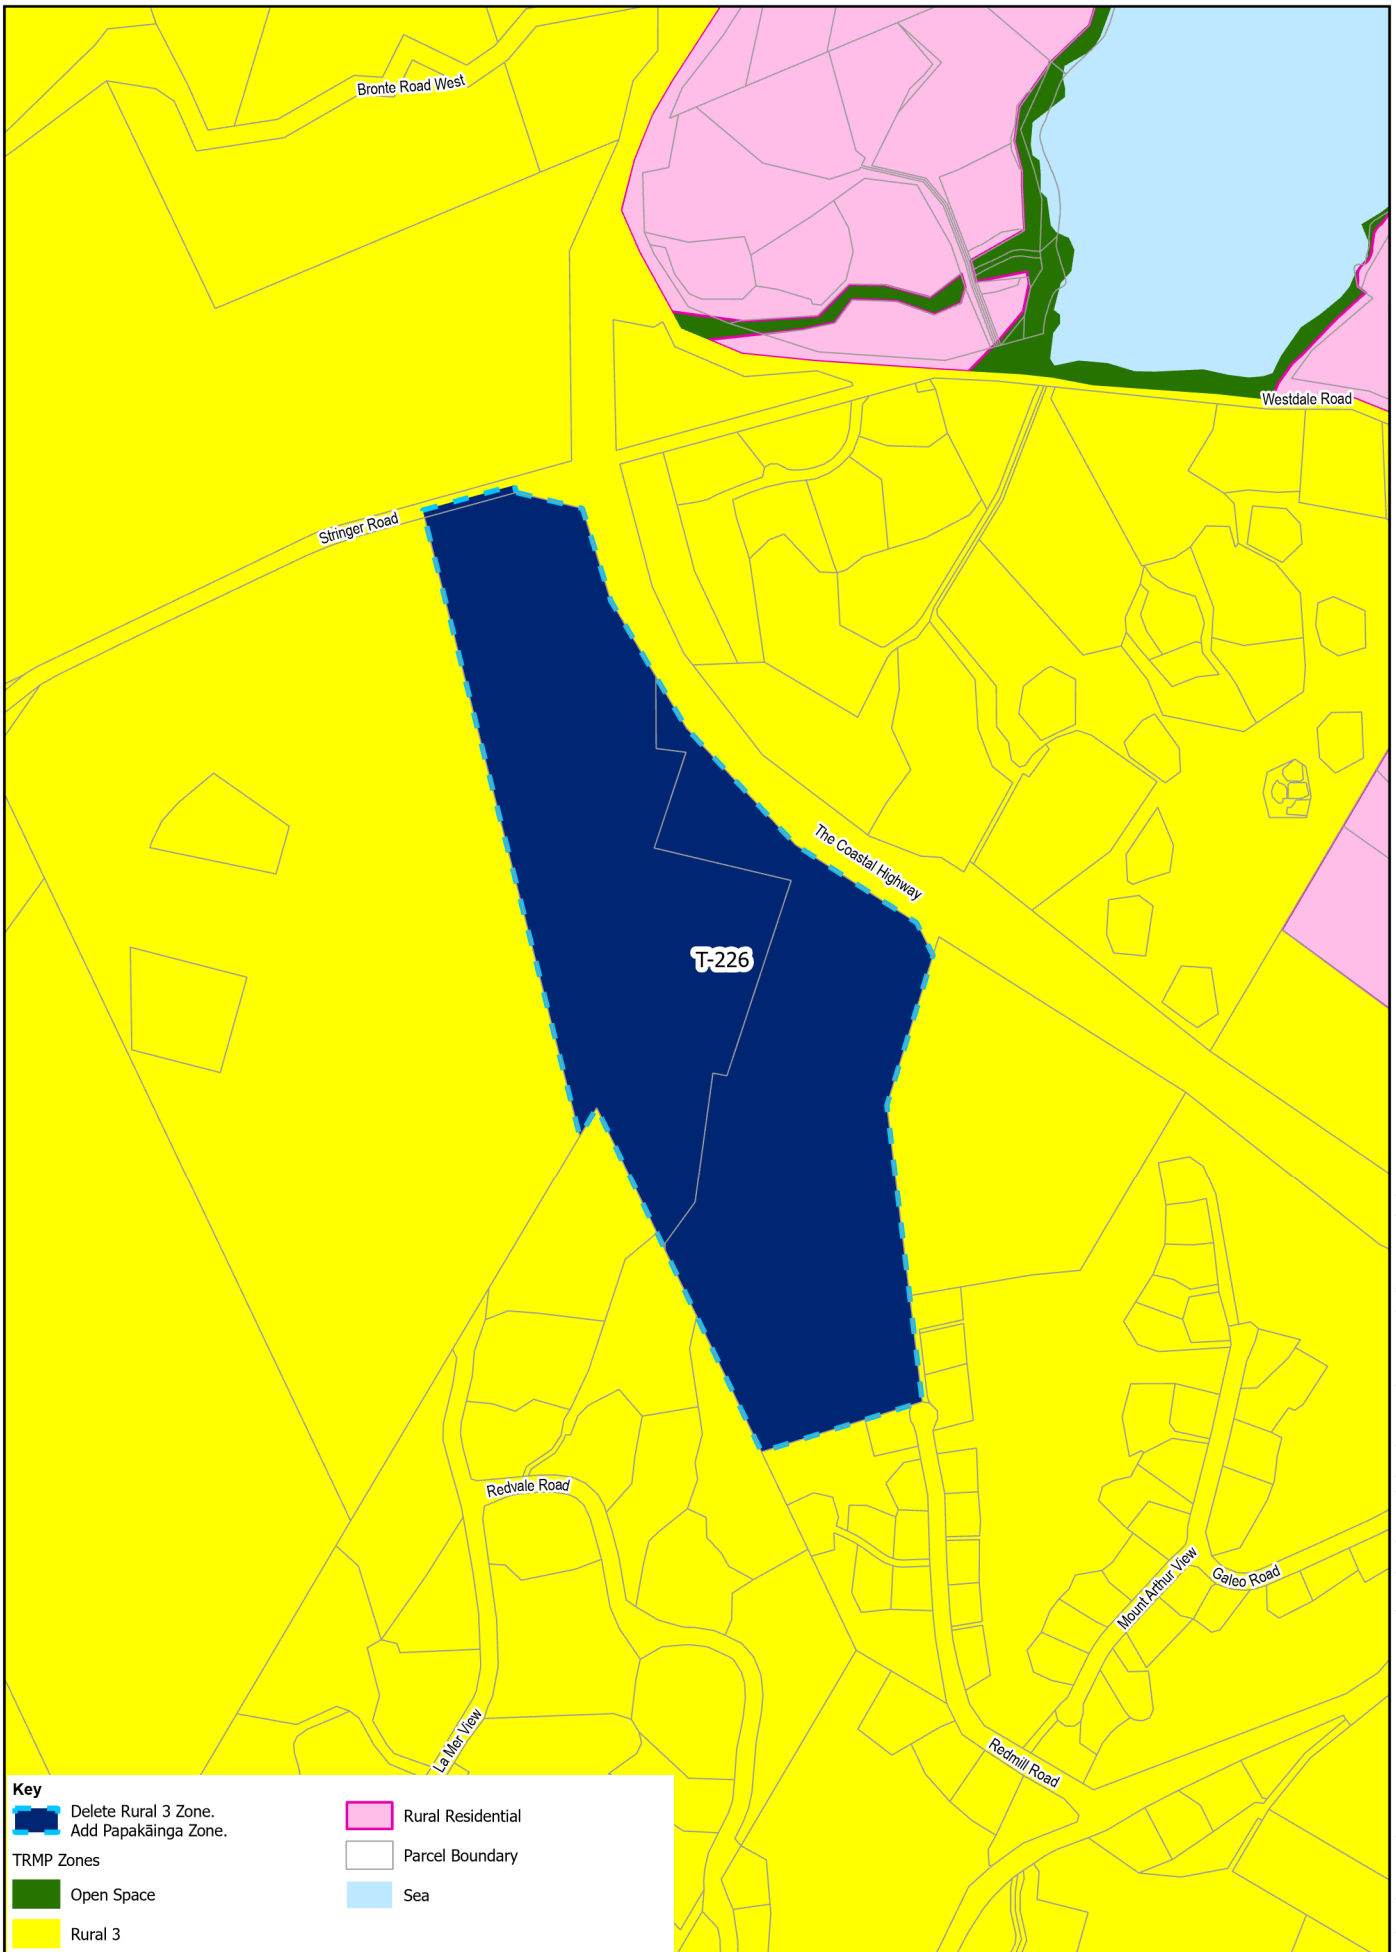 Bronte Road West
Westdale Road
Stringer Road
The Coastal Highway
T-226
Redvale Road
Mount Arthur View
Galeo Road
La Mer View
Redmill Road
Key
Delete Rural 3 Zone.
Add Papakāinga Zone.
TRMP Zones
Open Space
Rural 3
Rural Residential
Parcel Boundary
Sea